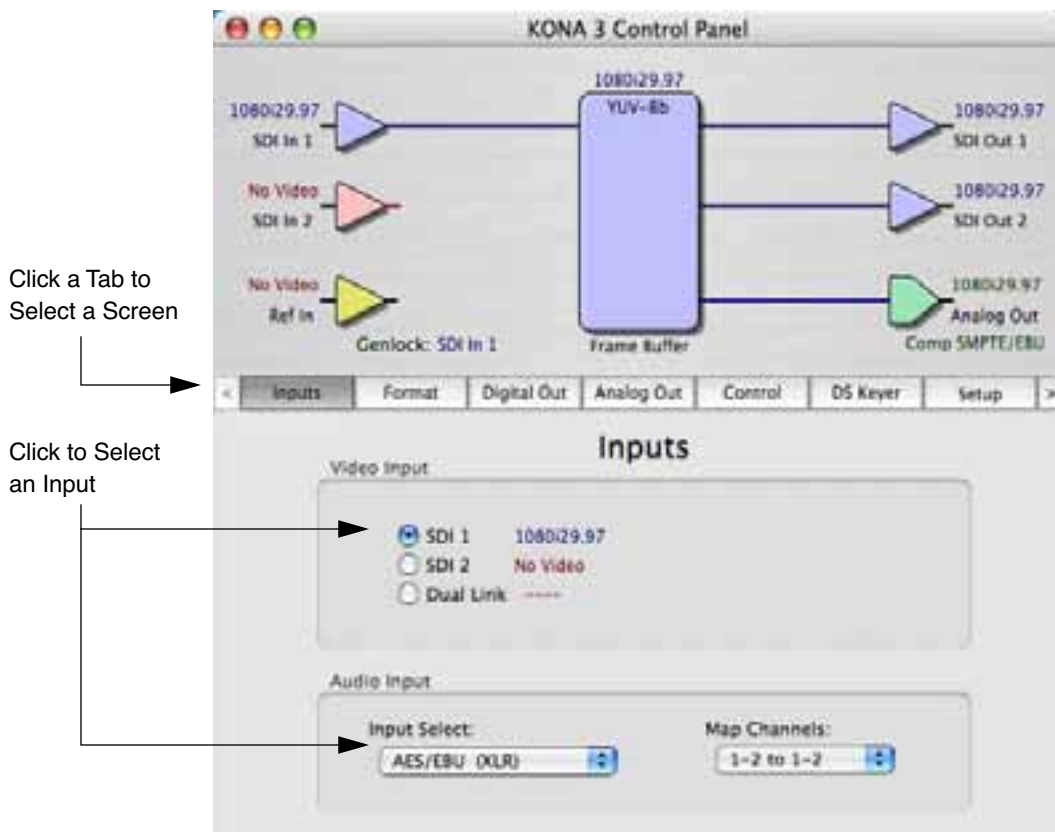 KONA 3 Control Panel
1080i29.97
YUV-8b
1080i29.97
SDI In 1
1080i29.97
SDI Out 1
No Video
SDI In 2
1080i29.97
SDI Out 2
Click a Tab to
Select a Screen
No Video
Ref In
1080i29.97
Analog Out
Genlock: SDI In 1
Frame Buffer
Comp SMPTE/EBU
< Inputs Format Digital Out Analog Out Control DS Keyer Setup >
Click to Select
an Input
Inputs
Video Input
SDI 1 1080i29.97
SDI 2 No Video
Dual Link ----
Audio Input
Input Select: Map Channels:
AES/EBU (XLR) 1-2 to 1-2